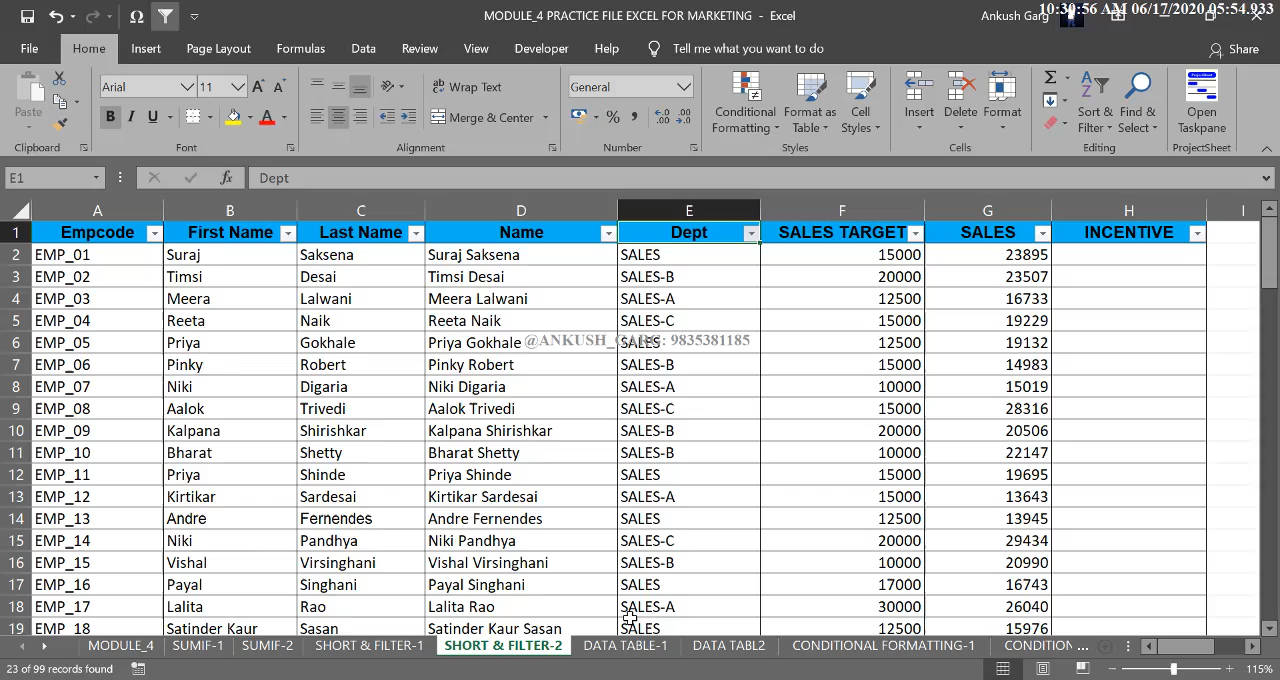 MODULE_4 PRACTICE FILE EXCEL FOR MARKETING - Excel
Ankush Garg
10:30:56 AM 06/17/2020 05:54.933
File Home Insert Page Layout Formulas Data Review View Developer Help Tell me what you want to do Share
Paste
Arial 11
B I U
Clipboard
Font
ab Wrap Text
Merge & Center
Alignment
General
% ,
Number
Conditional Formatting
Format as Table
Cell Styles
Styles
Insert Delete Format
Cells
Sort & Filter
Find & Select
Editing
Open Taskpane
ProjectSheet
E1 fx Dept
A B C D E F G H I
1 Empcode First Name Last Name Name Dept SALES TARGET SALES INCENTIVE
2 EMP_01 Suraj Saksena Suraj Saksena SALES 15000 23895
3 EMP_02 Timsi Desai Timsi Desai SALES-B 20000 23507
4 EMP_03 Meera Lalwani Meera Lalwani SALES-A 12500 16733
5 EMP_04 Reeta Naik Reeta Naik SALES-C 15000 19229
6 EMP_05 Priya Gokhale Priya Gokhale SALES 12500 19132
@ANKUSH_GARG: 9835381185
7 EMP_06 Pinky Robert Pinky Robert SALES-B 15000 14983
8 EMP_07 Niki Digaria Niki Digaria SALES-A 10000 15019
9 EMP_08 Aalok Trivedi Aalok Trivedi SALES-C 15000 28316
10 EMP_09 Kalpana Shirishkar Kalpana Shirishkar SALES-B 20000 20506
11 EMP_10 Bharat Shetty Bharat Shetty SALES-B 10000 22147
12 EMP_11 Priya Shinde Priya Shinde SALES 15000 19695
13 EMP_12 Kirtikar Sardesai Kirtikar Sardesai SALES-A 15000 13643
14 EMP_13 Andre Fernendes Andre Fernendes SALES 12500 13945
15 EMP_14 Niki Pandhya Niki Pandhya SALES-C 20000 29434
16 EMP_15 Vishal Virsinghani Vishal Virsinghani SALES-B 10000 20990
17 EMP_16 Payal Singhani Payal Singhani SALES 17000 16743
18 EMP_17 Lalita Rao Lalita Rao SALES-A 30000 26040
19 EMP_18 Satinder Kaur Sasan Satinder Kaur Sasan SALES 12500 15976
MODULE_4 SUMIF-1 SUMIF-2 SHORT & FILTER-1 SHORT & FILTER-2 DATA TABLE-1 DATA TABLE2 CONDITIONAL FORMATTING-1 CONDITION ...
23 of 99 records found
115%